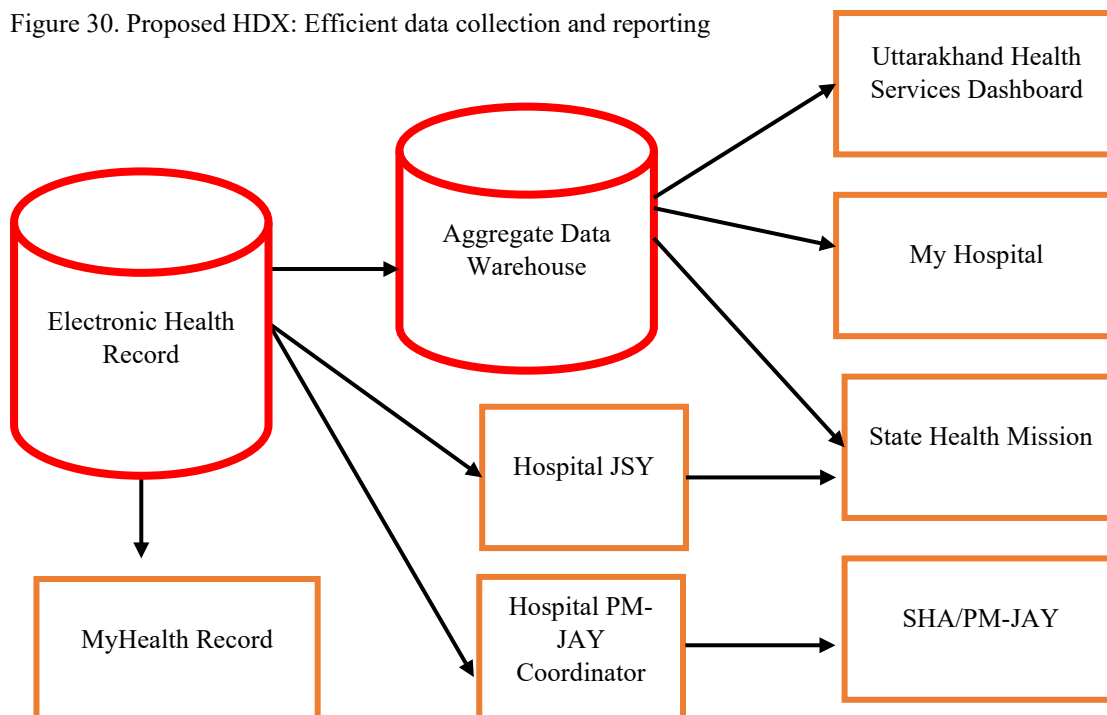 Figure 30. Proposed HDX: Efficient data collection and reporting
Uttarakhand Health
Services Dashboard
Aggregate Data
Warehouse
My Hospital
Electronic Health
Record
State Health Mission
Hospital JSY
MyHealth Record
Hospital PM-
JAY
Coordinator
SHA/PM-JAY